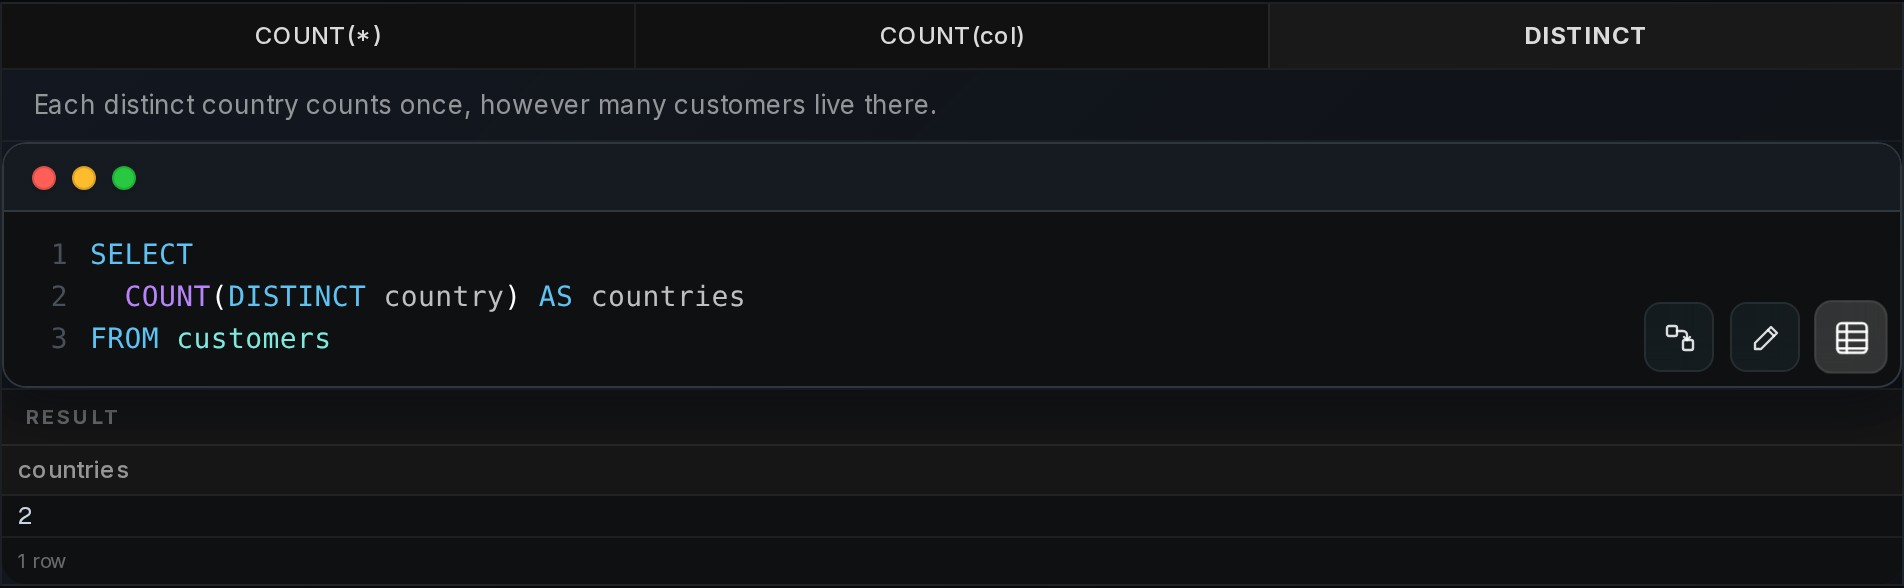 COUNT(*)
COUNT(col)
DISTINCT
Each distinct country counts once, however many customers live there.
1 SELECT
2   COUNT(DISTINCT country) AS countries
3 FROM customers
RESULT
countries
2
1 row